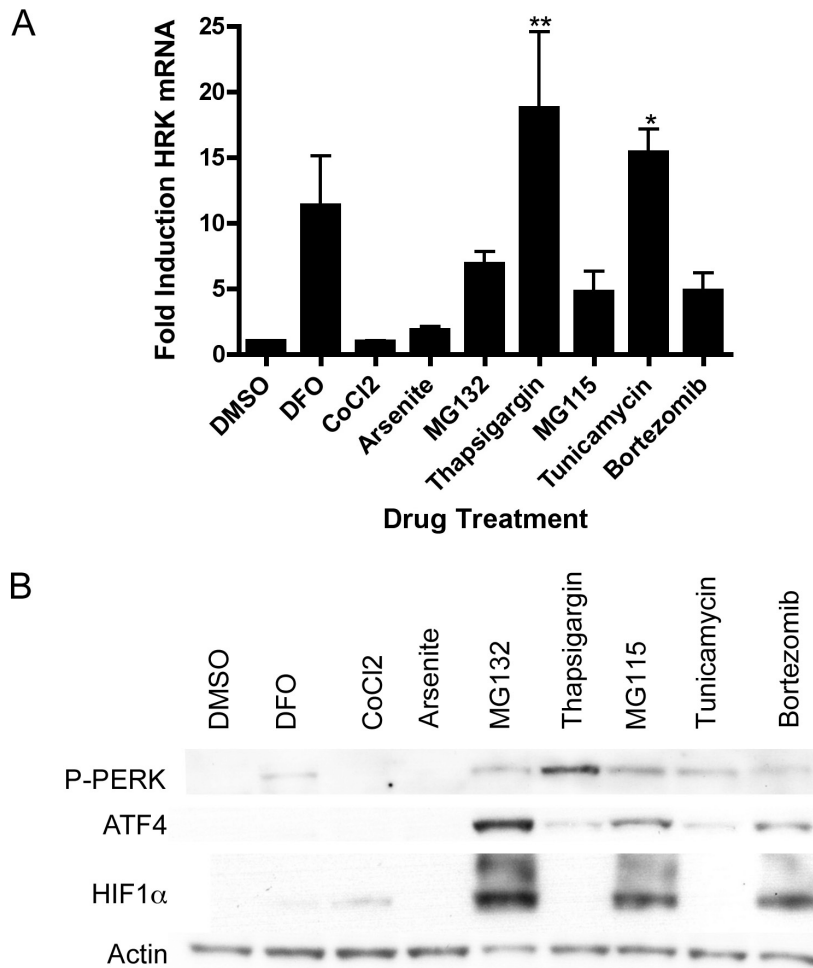 A
Fold Induction HRK mRNA
25
20
15
10
5
0
**
*
DMSO
DFO
CoCl2
Arsenite
MG132
Thapsigargin
MG115
Tunicamycin
Bortezomib
Drug Treatment
B
DMSO
DFO
CoCl2
Arsenite
MG132
Thapsigargin
MG115
Tunicamycin
Bortezomib
P-PERK
ATF4
HIF1α
Actin